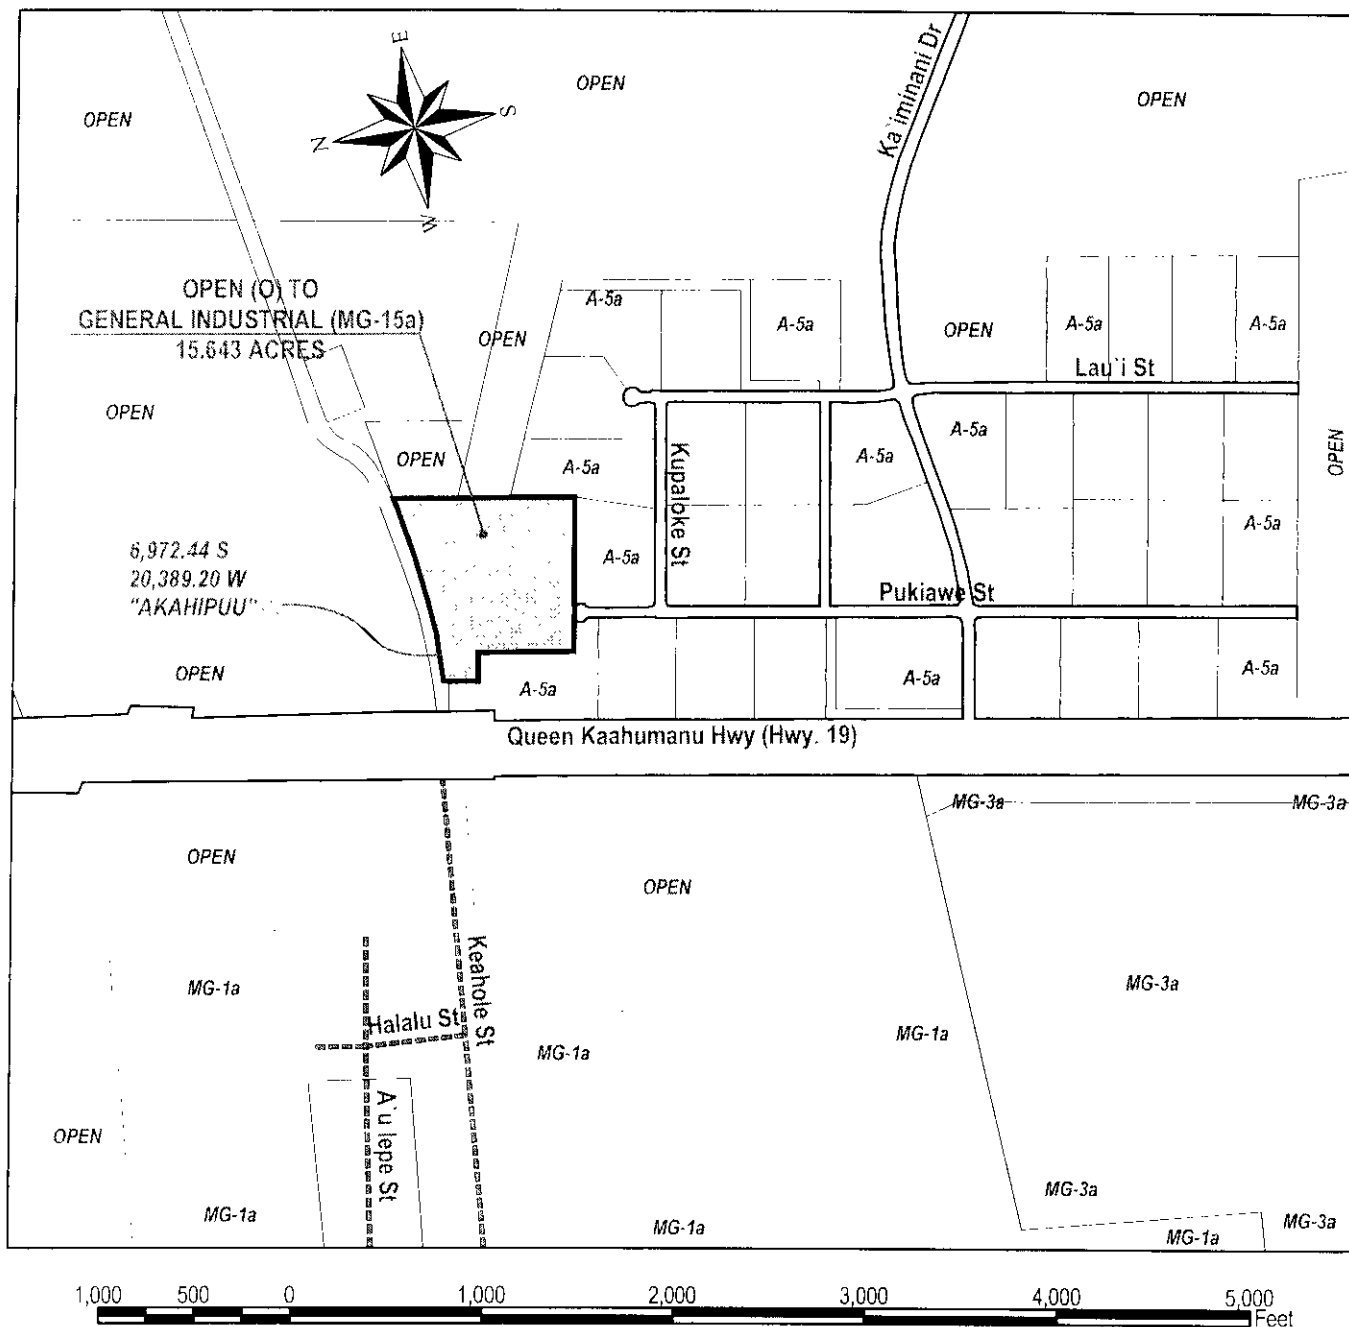 E
OPEN
Ka`iminani Dr
OPEN
OPEN
S
N
W
OPEN (O) TO
GENERAL INDUSTRIAL (MG-15a)
15.643 ACRES
A-5a
OPEN
A-5a
OPEN
A-5a
A-5a
Lau`i St
OPEN
A-5a
A-5a
OPEN
OPEN
A-5a
Kupaloke St
A-5a
6,972.44 S
20,389.20 W
"AKAHIPUU"
A-5a
Pukiawe St
OPEN
A-5a
A-5a
A-5a
Queen Kaahumanu Hwy (Hwy. 19)
MG-3a
MG-3a
OPEN
OPEN
Keahole St
MG-1a
MG-3a
Halalu St
MG-1a
MG-1a
A`u lepe St
OPEN
MG-3a
MG-1a
MG-1a
MG-1a
MG-3a
1,000 500 0 1,000 2,000 3,000 4,000 5,000
Feet